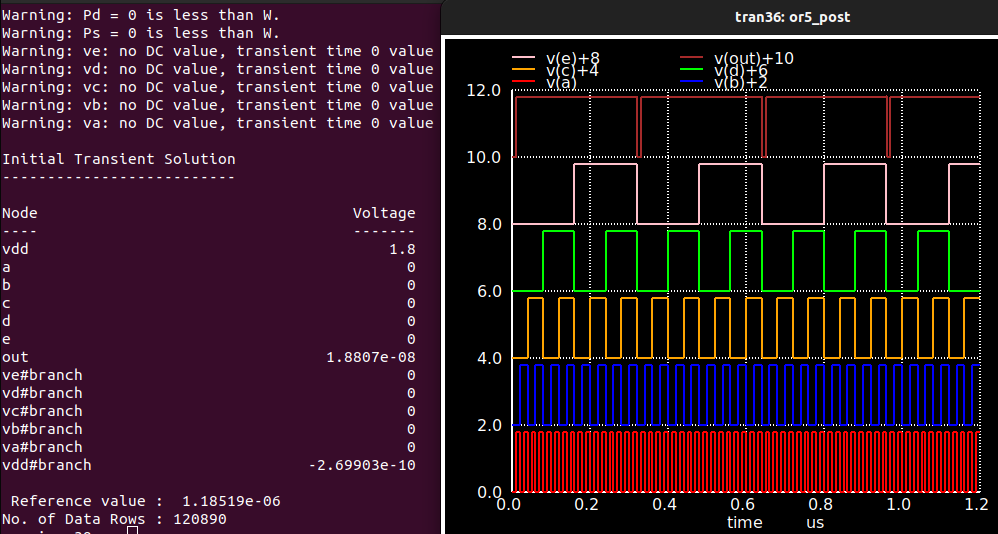 Warning: Pd = 0 is less than W.
Warning: Ps = 0 is less than W.
Warning: ve: no DC value, transient time 0 value
Warning: vd: no DC value, transient time 0 value
Warning: vc: no DC value, transient time 0 value
Warning: vb: no DC value, transient time 0 value
Warning: va: no DC value, transient time 0 value
Initial Transient Solution
--------------------------
Node Voltage
---- -------
vdd 1.8
a 0
b 0
c 0
d 0
e 0
out 1.8807e-08
ve#branch 0
vd#branch 0
vc#branch 0
vb#branch 0
va#branch 0
vdd#branch -2.69903e-10
Reference value : 1.18519e-06
No. of Data Rows : 120890
tran36: or5_post
v(e)+8 v(out)+10
v(c)+4 v(d)+6
v(a) v(b)+2
12.0
10.0
8.0
6.0
4.0
2.0
0.0
0.0 0.2 0.4 0.6 0.8 1.0 1.2
time us